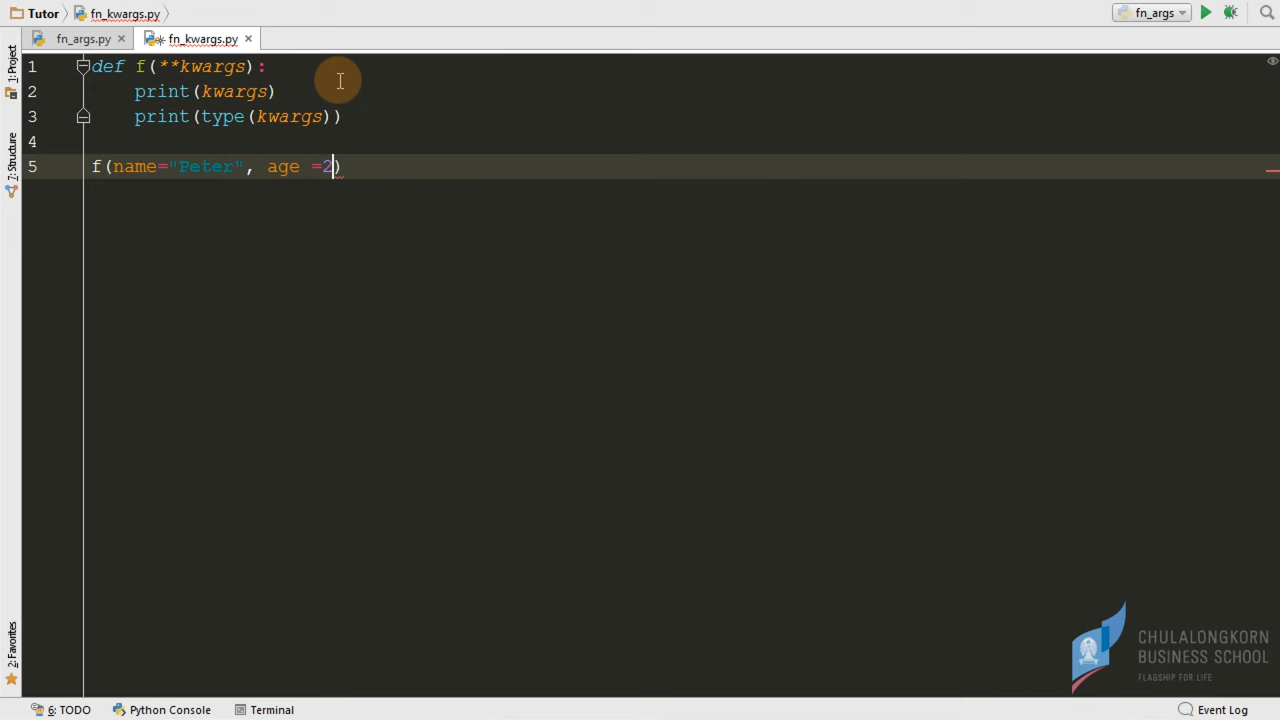 Tutor fn_kwargs.py fn_args
fn_args.py fn_kwargs.py
1: Project
7: Structure
2: Favorites
1 def f(**kwargs):
2     print(kwargs)
3     print(type(kwargs))
4
5 f(name="Peter", age =2)
CHULALONGKORN
BUSINESS SCHOOL
FLAGSHIP FOR LIFE
6: TODO Python Console Terminal Event Log